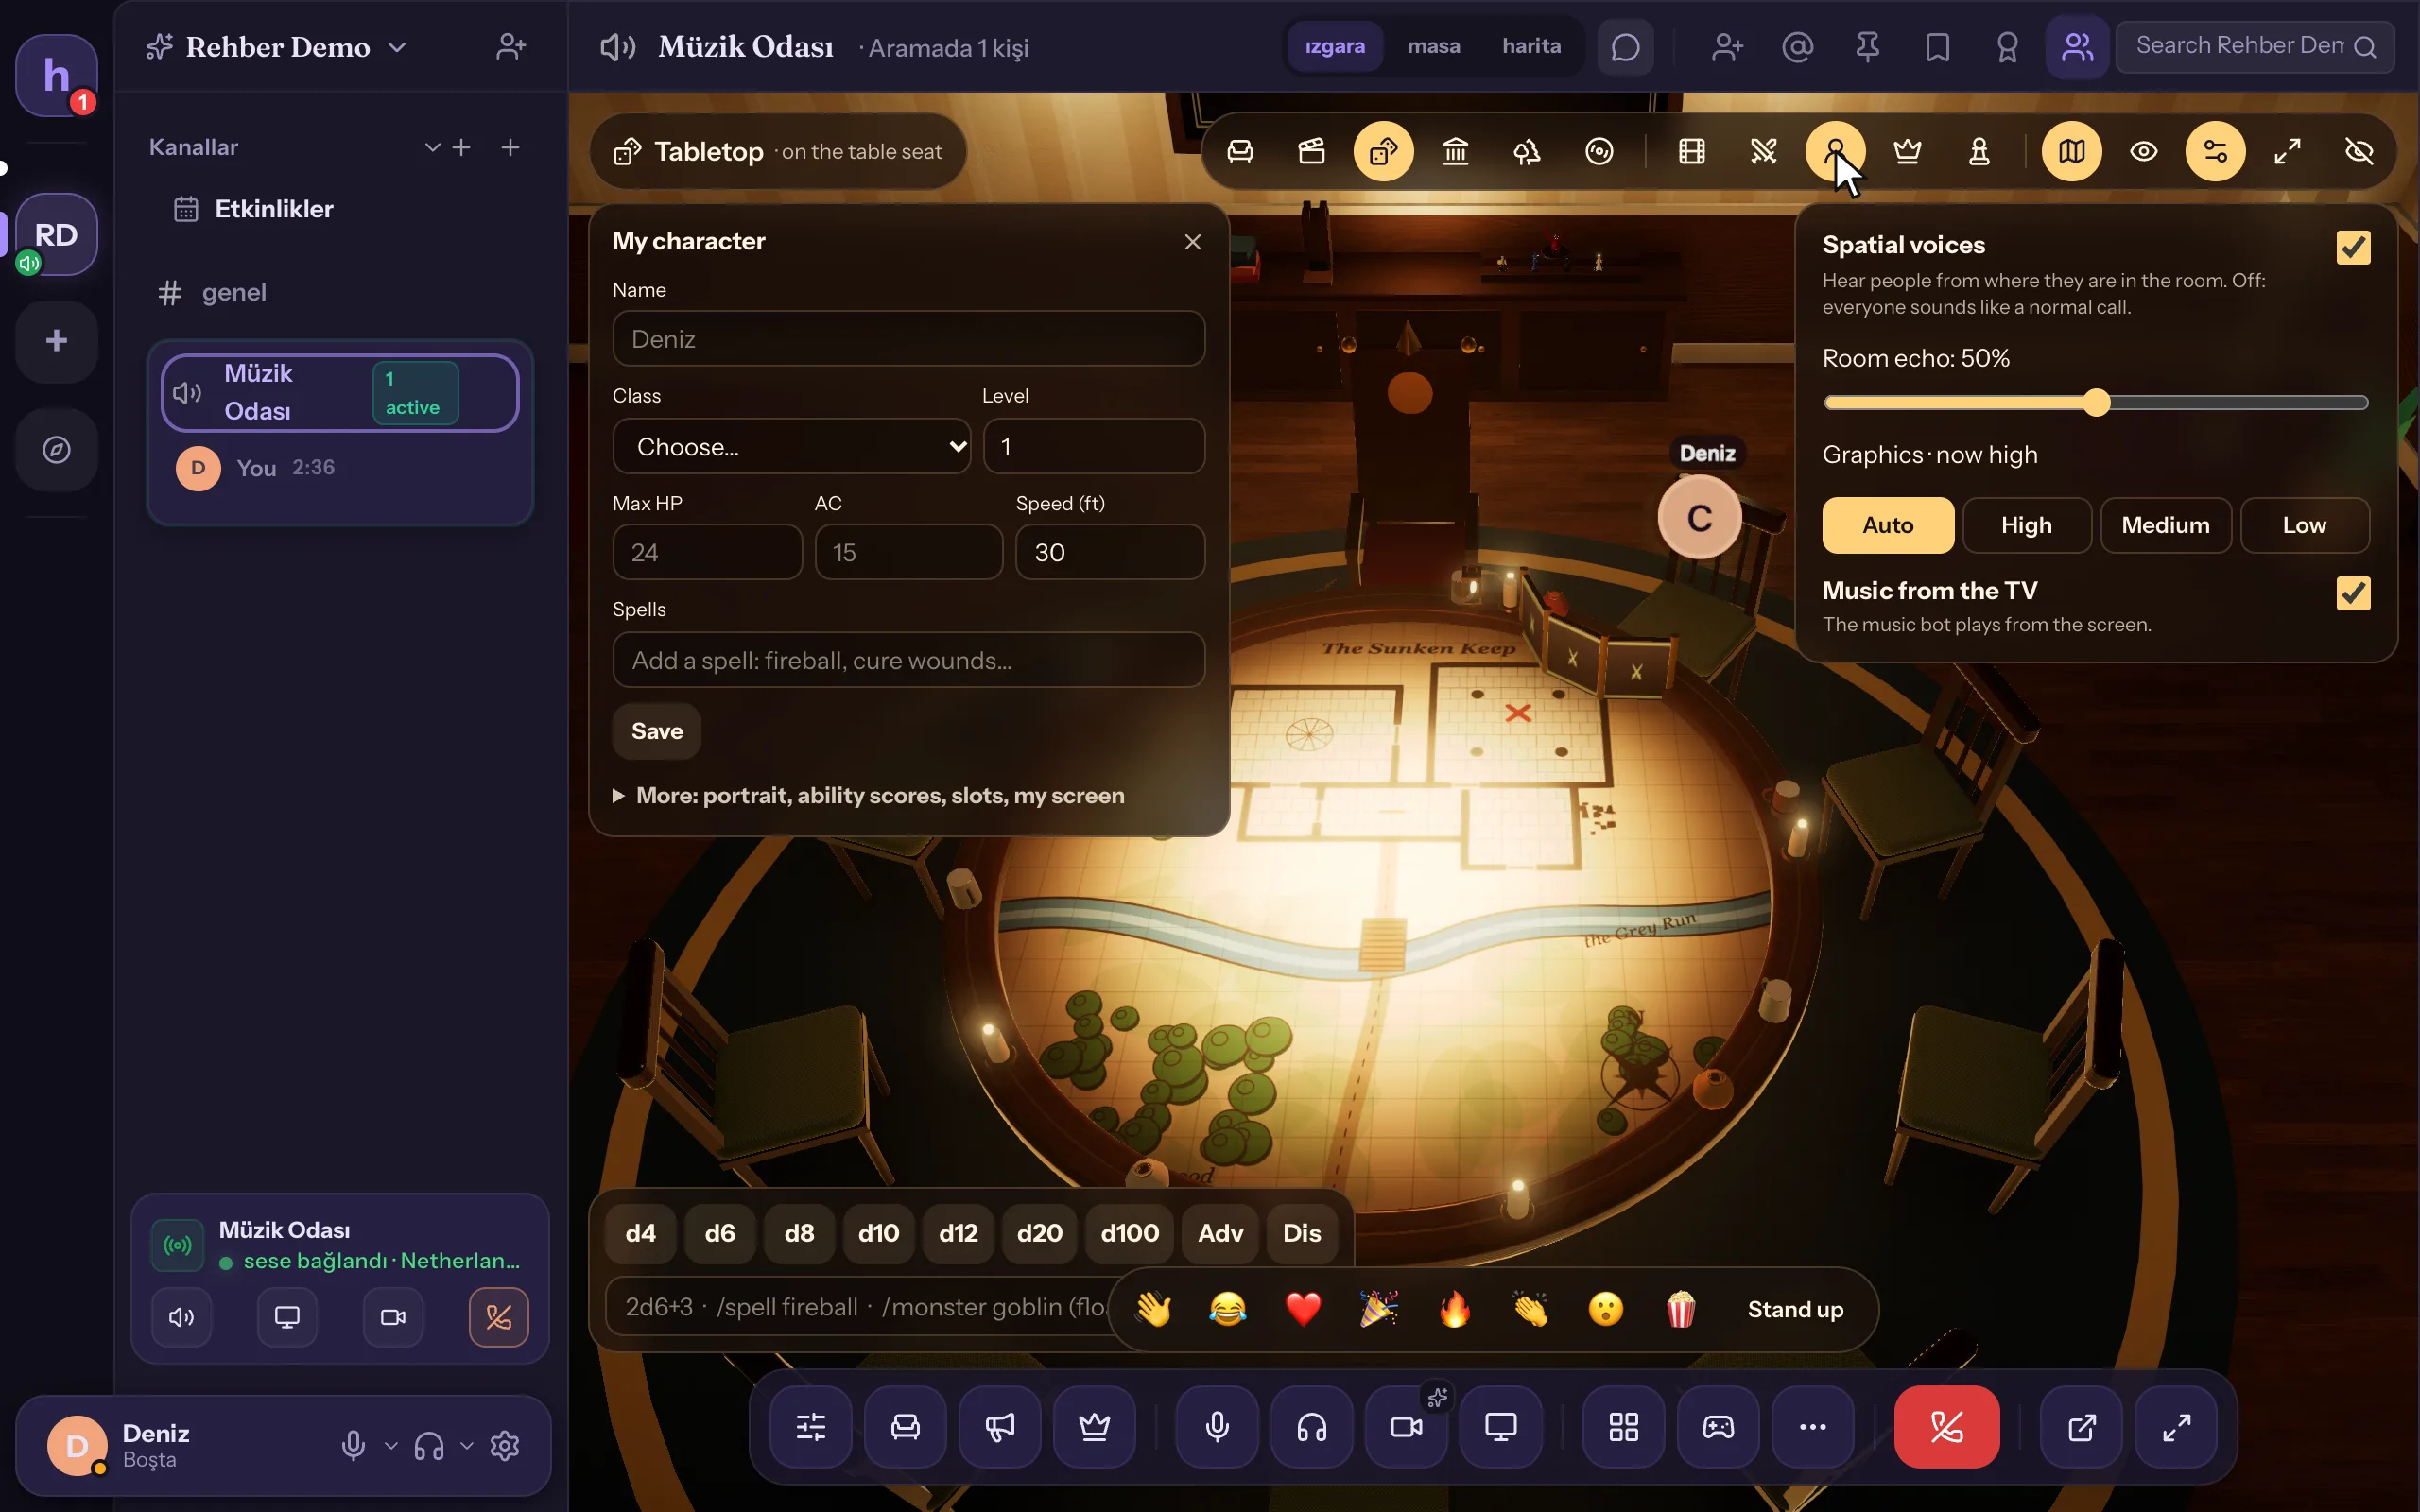 h
1
Rehber Demo
Müzik Odası · Aramada 1 kişi
ızgara
masa
harita
Search Rehber Den
Kanallar
RD
Etkinlikler
genel
Müzik Odası
1 active
D
You 2:36
Tabletop · on the table seat
My character
Name
Deniz
Class
Level
Choose...
1
Max HP
AC
Speed (ft)
24
15
30
Spells
Add a spell: fireball, cure wounds...
Save
More: portrait, ability scores, slots, my screen
Spatial voices
Hear people from where they are in the room. Off:
everyone sounds like a normal call.
Room echo: 50%
Graphics · now high
Auto
High
Medium
Low
Music from the TV
The music bot plays from the screen.
Deniz
C
The Sunken Keep
the Grey Run
N
d4
d6
d8
d10
d12
d20
d100
Adv
Dis
2d6+3 · /spell fireball · /monster goblin (flo
Stand up
Müzik Odası
sese bağlandı · Netherlan...
D
Deniz
Boşta